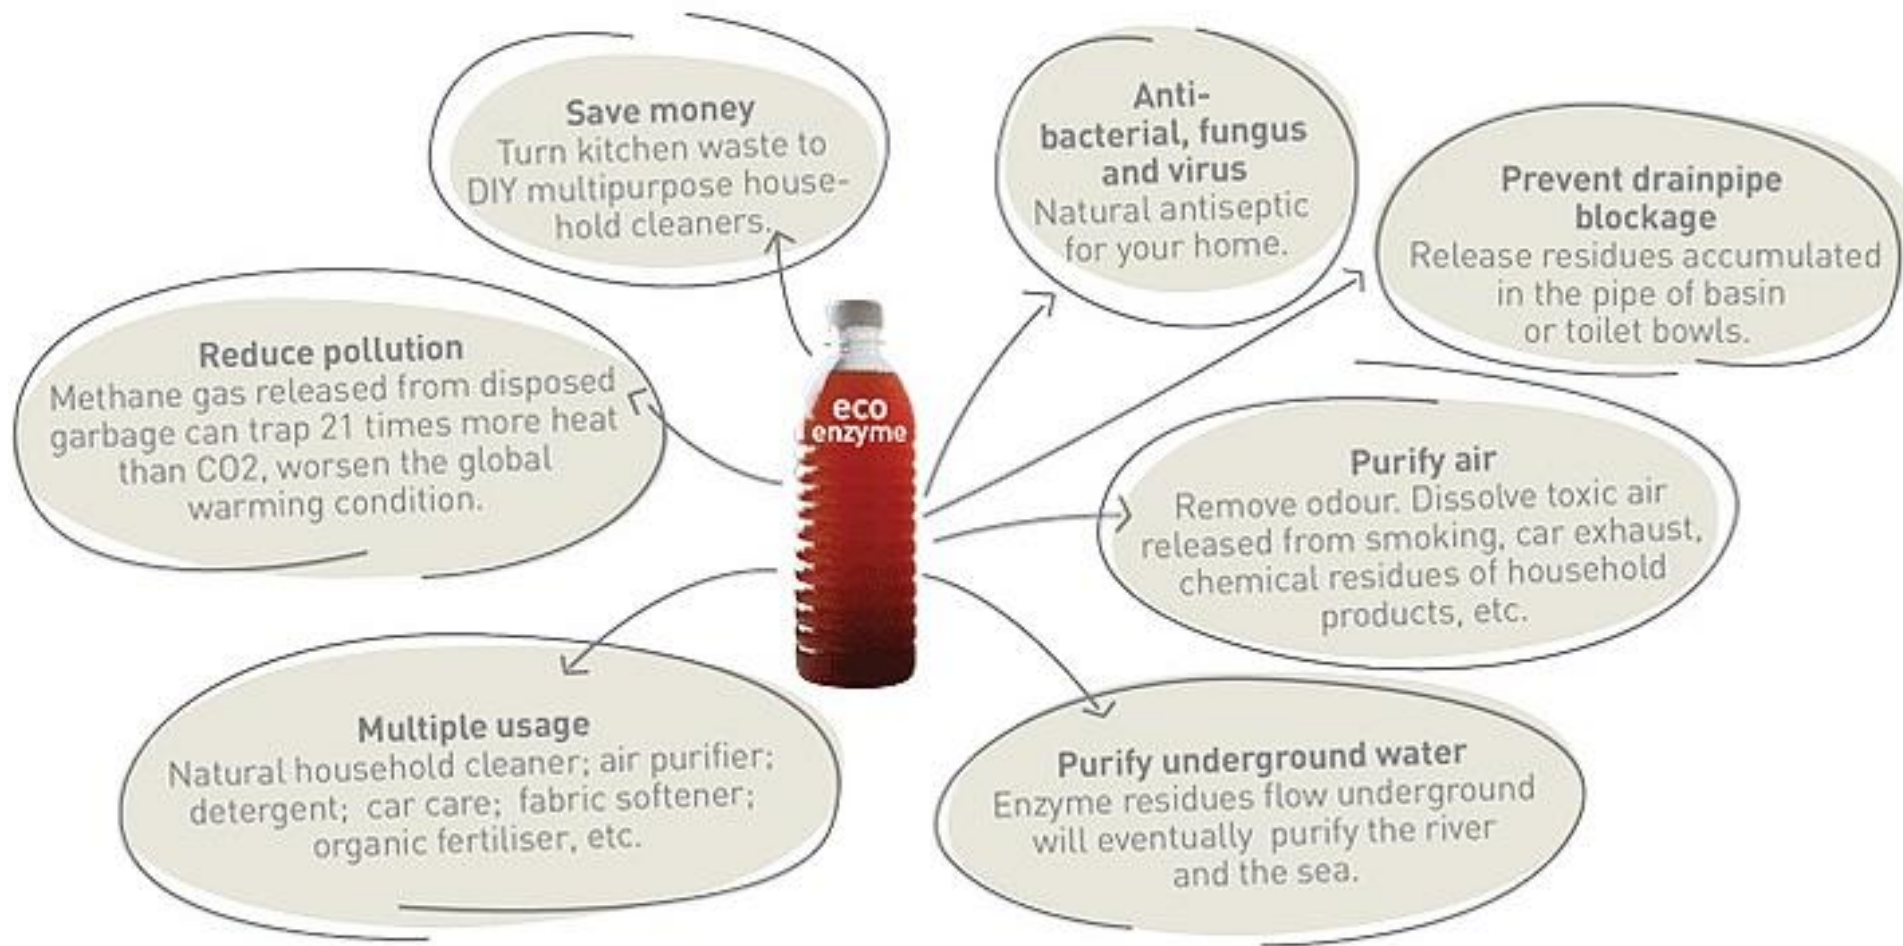 Save money
Turn kitchen waste to
DIY multipurpose house-
hold cleaners.
Anti-
bacterial, fungus
and virus
Natural antiseptic
for your home.
Prevent drainpipe
blockage
Release residues accumulated
in the pipe of basin
or toilet bowls.
Reduce pollution
Methane gas released from disposed
garbage can trap 21 times more heat
than CO2, worsen the global
warming condition.
eco
enzyme
Purify air
Remove odour. Dissolve toxic air
released from smoking, car exhaust,
chemical residues of household
products, etc.
Multiple usage
Natural household cleaner; air purifier;
detergent; car care; fabric softener;
organic fertiliser, etc.
Purify underground water
Enzyme residues flow underground
will eventually purify the river
and the sea.